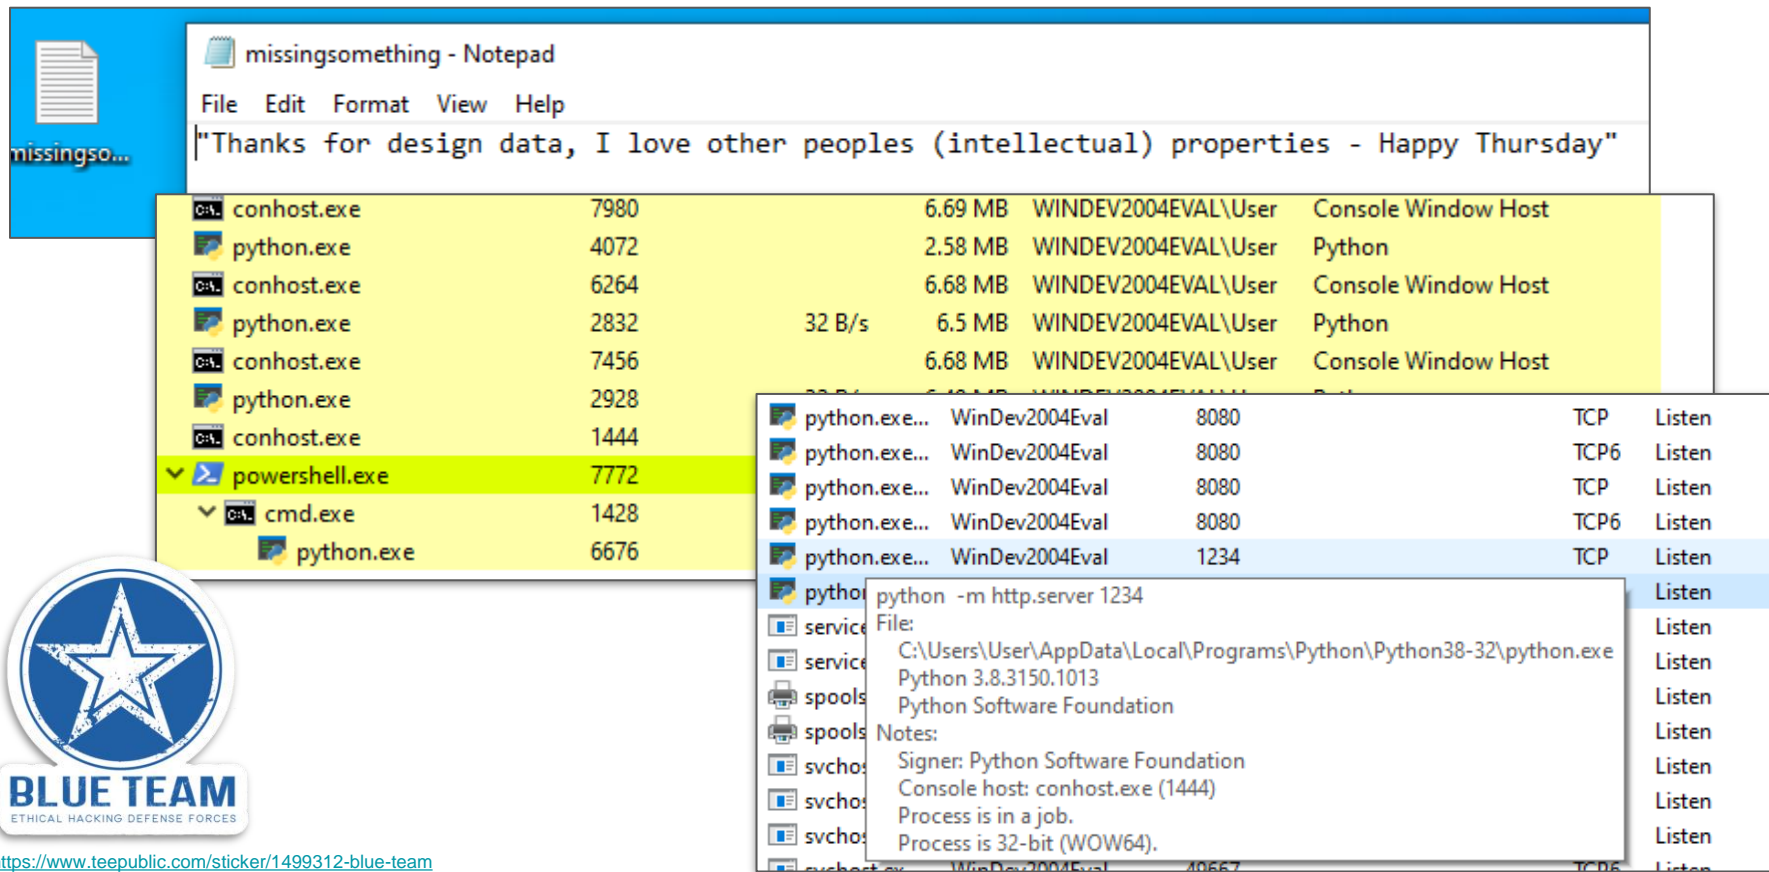 missingsomething - Notepad
File Edit Format View Help
"Thanks for design data, I love other peoples (intellectual) properties - Happy Thursday"
missingso...
conhost.exe 7980 6.69 MB WINDEV2004EVAL\User Console Window Host
python.exe 4072 2.58 MB WINDEV2004EVAL\User Python
conhost.exe 6264 6.68 MB WINDEV2004EVAL\User Console Window Host
python.exe 2832 32 B/s 6.5 MB WINDEV2004EVAL\User Python
conhost.exe 7456 6.68 MB WINDEV2004EVAL\User Console Window Host
python.exe 2928
conhost.exe 1444
powershell.exe 7772
cmd.exe 1428
python.exe 6676
python.exe... WinDev2004Eval 8080 TCP Listen
python.exe... WinDev2004Eval 8080 TCP6 Listen
python.exe... WinDev2004Eval 8080 TCP Listen
python.exe... WinDev2004Eval 8080 TCP6 Listen
python.exe... WinDev2004Eval 1234 TCP Listen
Listen
service Listen
service Listen
spools Listen
spools Listen
Listen
Listen
Listen
python -m http.server 1234
File:
C:\Users\User\AppData\Local\Programs\Python\Python38-32\python.exe
Python 3.8.3150.1013
Python Software Foundation
Notes:
Signer: Python Software Foundation
Console host: conhost.exe (1444)
Process is in a job.
Process is 32-bit (WOW64).
WinDev2004Eval 49667 TCP6 Listen
BLUE TEAM
ETHICAL HACKING DEFENSE FORCES
ttps://www.teepublic.com/sticker/1499312-blue-team